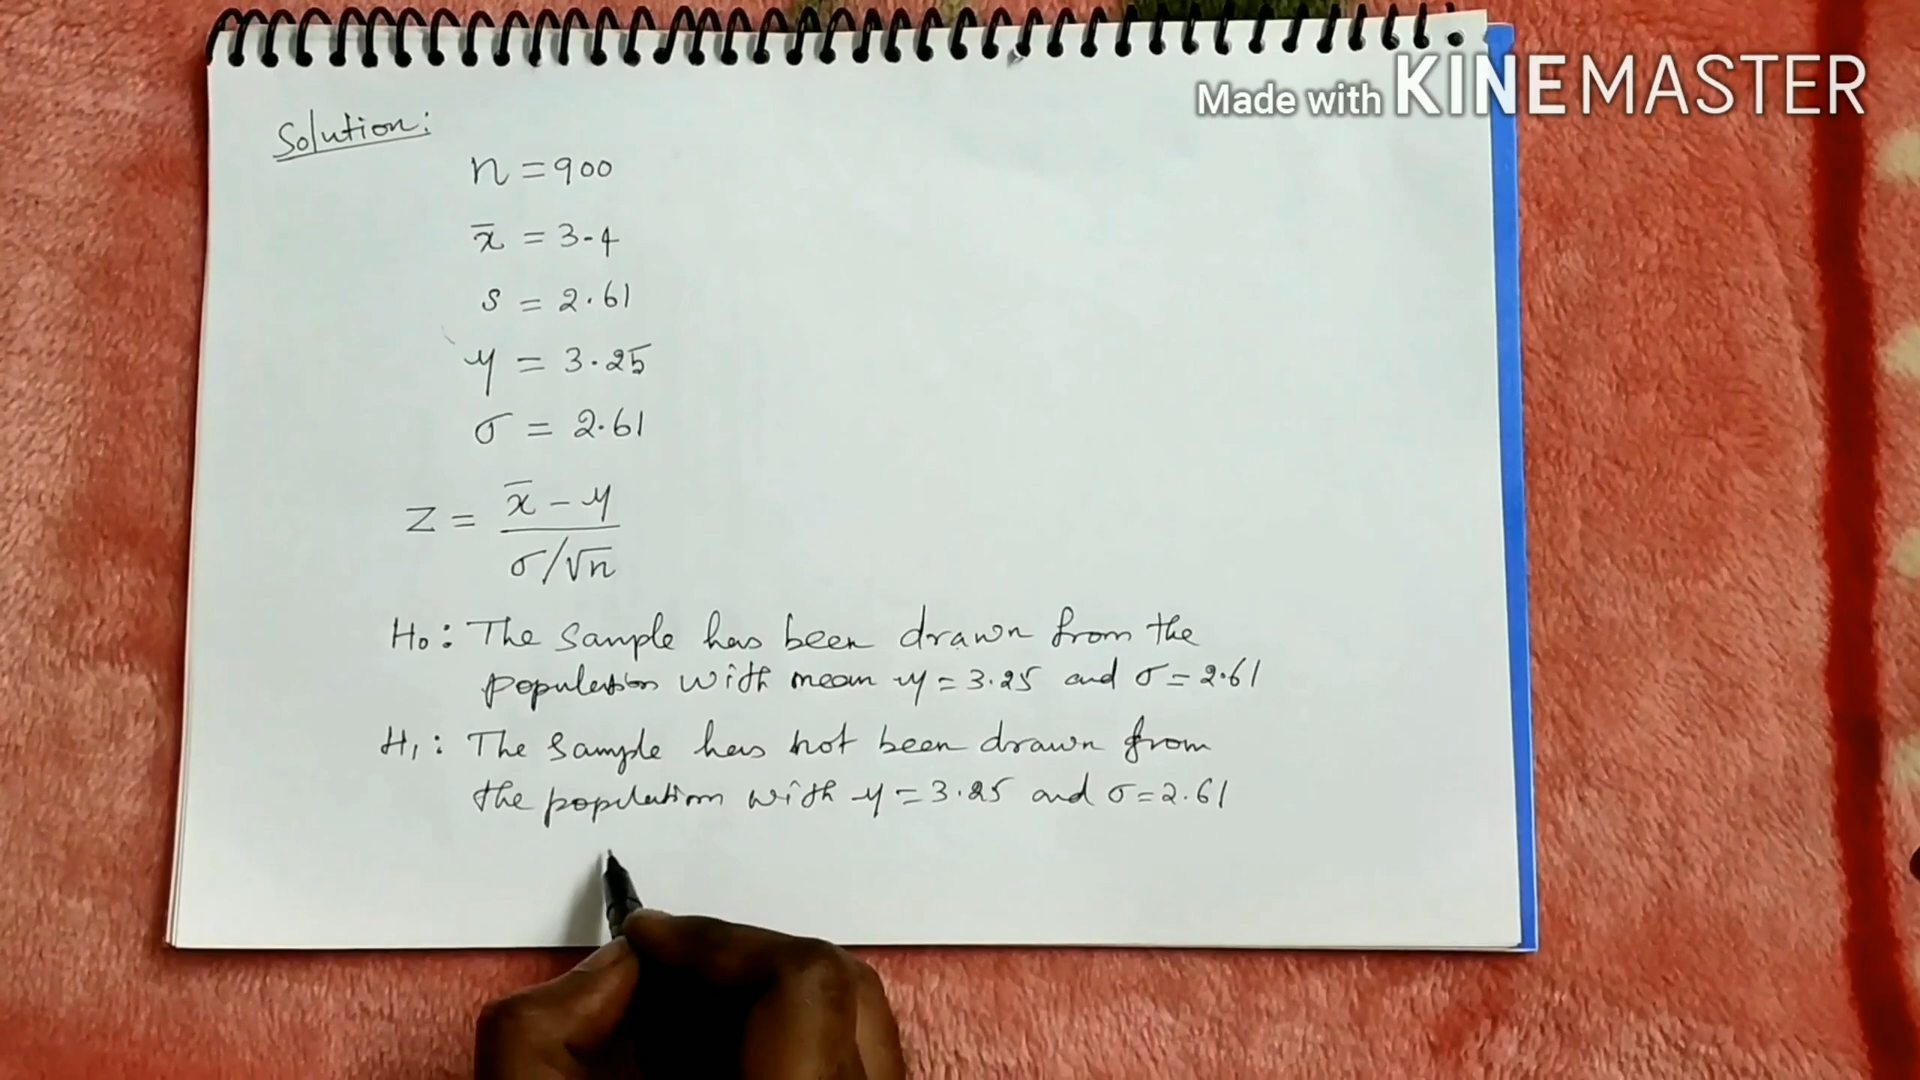 Made with KINEMASTER
Solution:
n = 900
x̄ = 3.4
s = 2.61
μ = 3.25
σ = 2.61
Z = (x̄ - μ) / (σ/√n)
H₀: The Sample has been drawn from the
population with mean μ = 3.25 and σ = 2.61
H₁: The Sample has not been drawn from
the population with μ = 3.25 and σ = 2.61